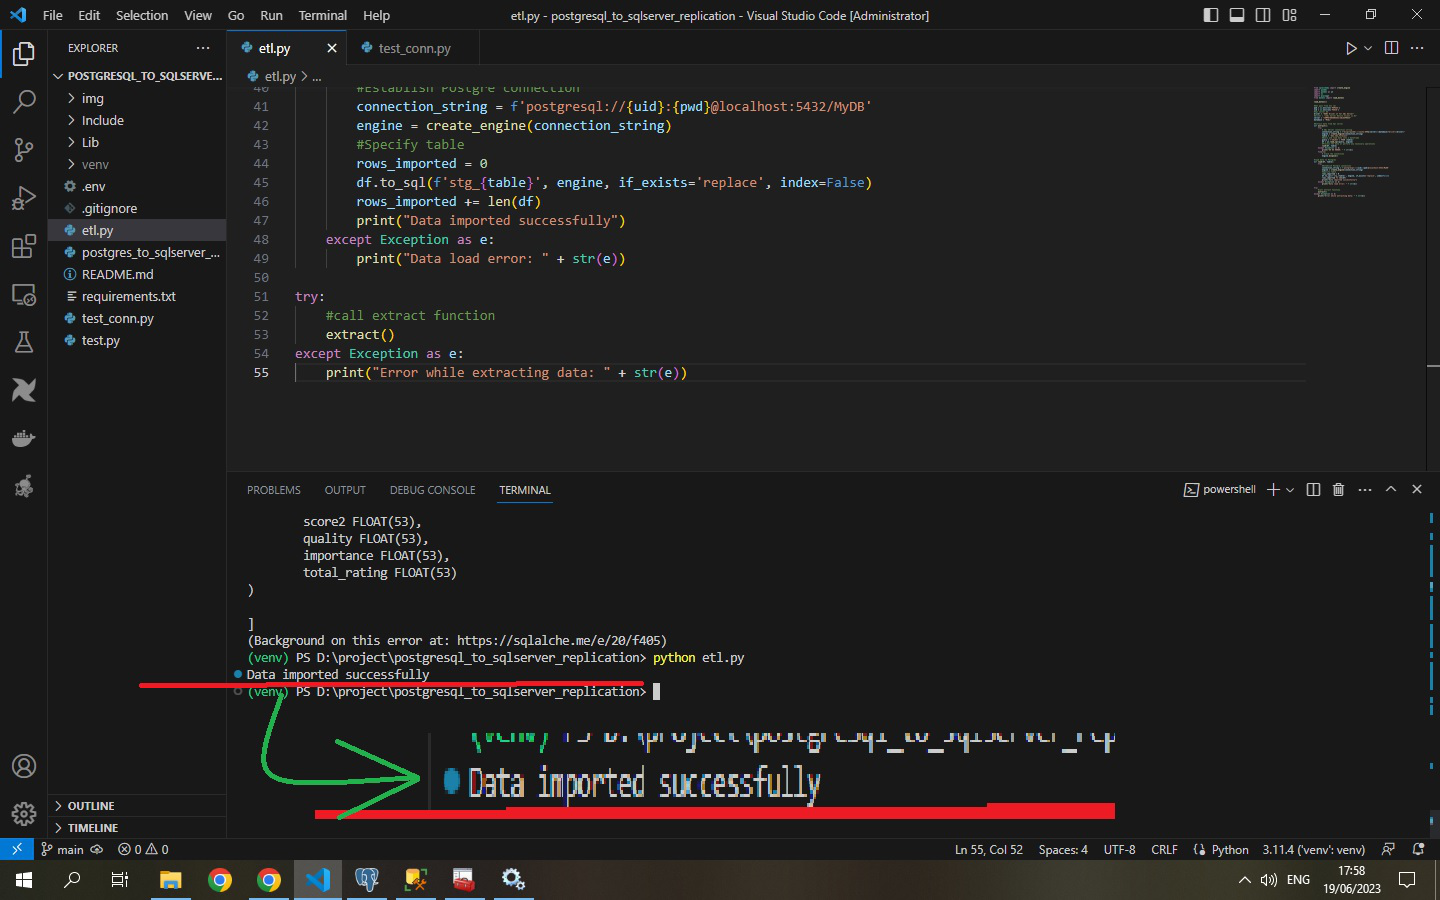 File Edit Selection View Go Run Terminal Help
etl.py - postgresql_to_sqlserver_replication - Visual Studio Code [Administrator]
EXPLORER
POSTGRESQL_TO_SQLSERVE...
img
Include
Lib
venv
.env
.gitignore
etl.py
postgres_to_sqlserver_...
README.md
requirements.txt
test_conn.py
test.py
OUTLINE
TIMELINE
etl.py
test_conn.py
etl.py > ...
40 #Establish Postgre connection
41 connection_string = f'postgresql://{uid}:{pwd}@localhost:5432/MyDB'
42 engine = create_engine(connection_string)
43 #Specify table
44 rows_imported = 0
45 df.to_sql(f'stg_{table}', engine, if_exists='replace', index=False)
46 rows_imported += len(df)
47 print("Data imported successfully")
48 except Exception as e:
49 print("Data load error: " + str(e))
50
51 try:
52 #call extract function
53 extract()
54 except Exception as e:
55 print("Error while extracting data: " + str(e))
PROBLEMS OUTPUT DEBUG CONSOLE TERMINAL
powershell
score2 FLOAT(53),
quality FLOAT(53),
importance FLOAT(53),
total_rating FLOAT(53)
)
]
(Background on this error at: https://sqlalche.me/e/20/f405)
(venv) PS D:\project\postgresql_to_sqlserver_replication> python etl.py
Data imported successfully
(venv) PS D:\project\postgresql_to_sqlserver_replication>
Data imported successfully
main 0 0
Ln 55, Col 52 Spaces: 4 UTF-8 CRLF Python 3.11.4 ('venv': venv)
ENG
17:58
19/06/2023